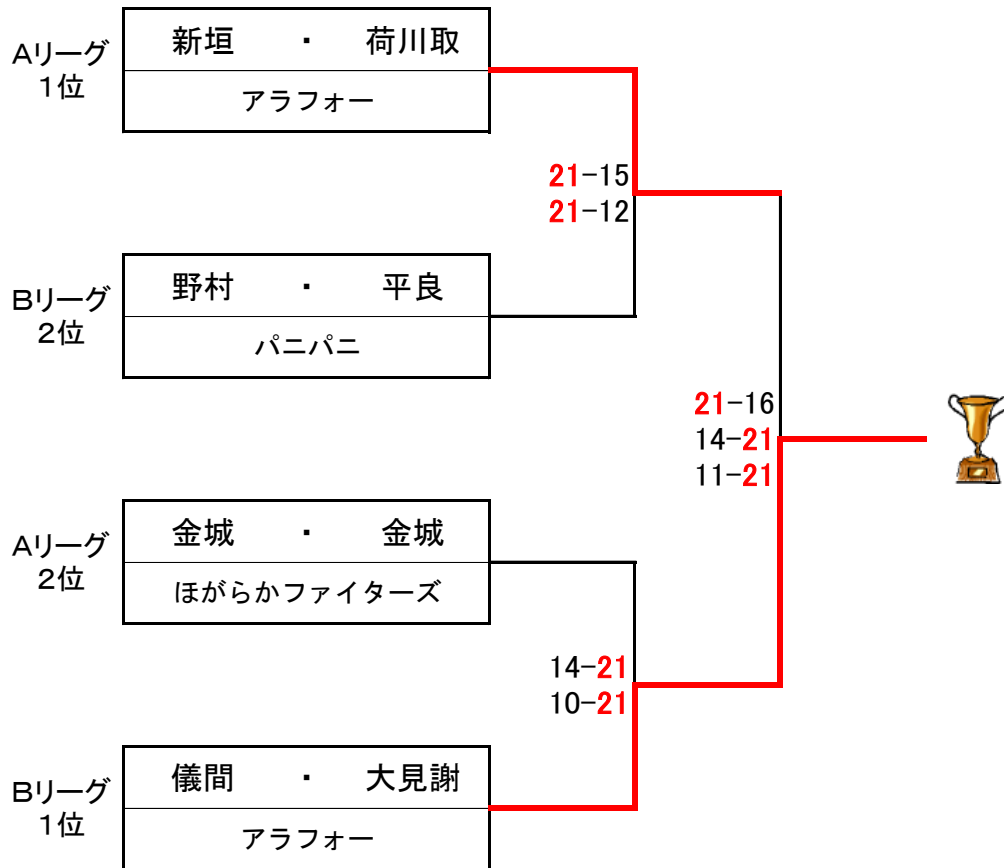 Aリーグ
1位
新垣 ・ 荷川取
アラフォー
21-15
21-12
Bリーグ
2位
野村 ・ 平良
パニパニ
21-16
14-21
11-21
Aリーグ
2位
金城 ・ 金城
ほがらかファイターズ
14-21
10-21
Bリーグ
1位
儀間 ・ 大見謝
アラフォー